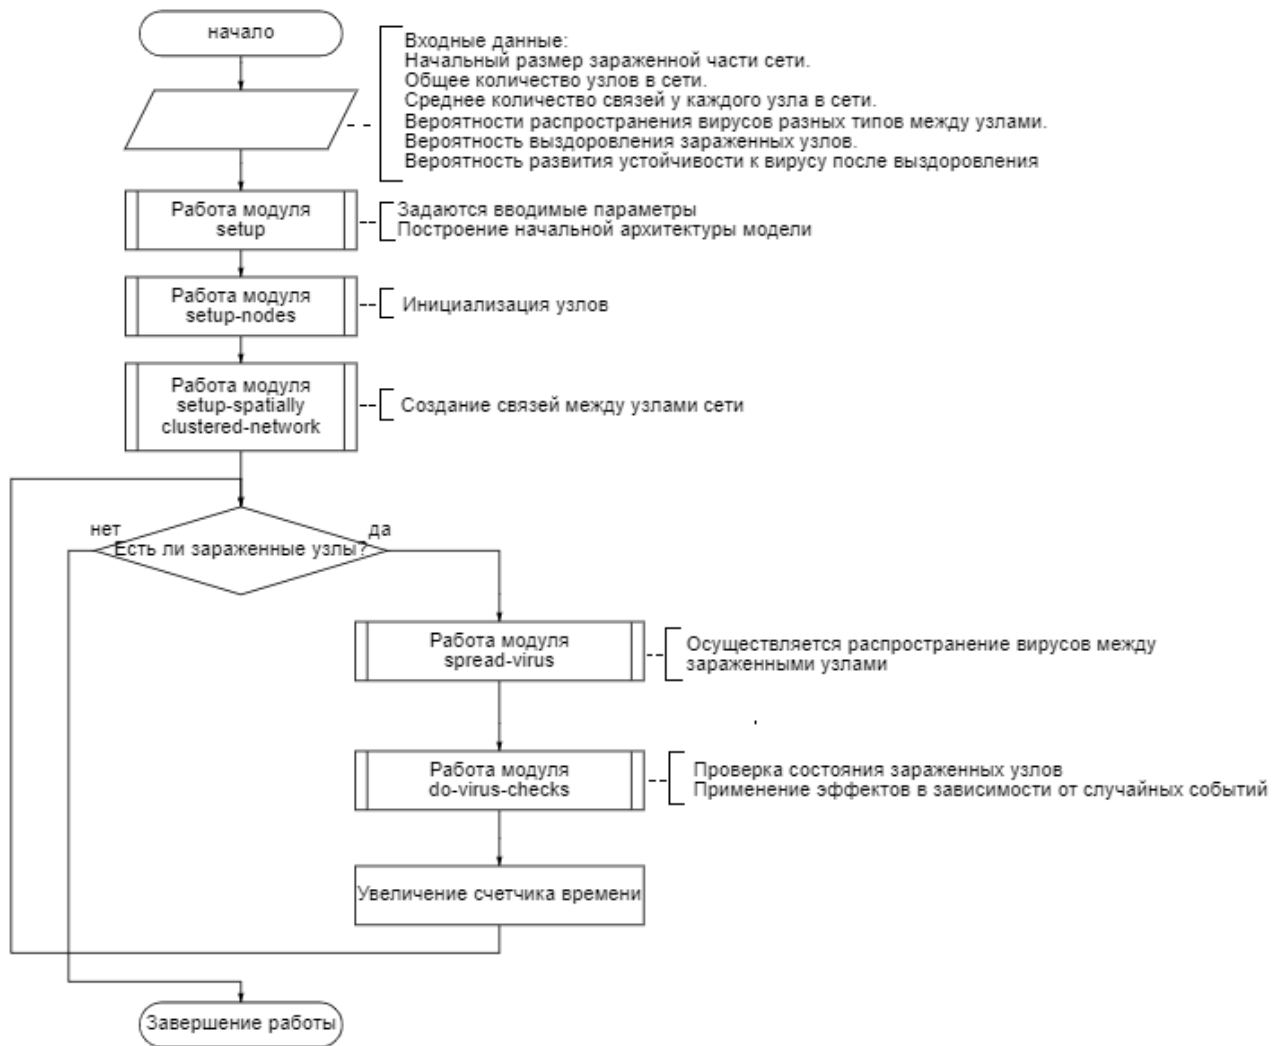 начало
Входные данные:
Начальный размер зараженной части сети.
Общее количество узлов в сети.
Среднее количество связей у каждого узла в сети.
Вероятности распространения вирусов разных типов между узлами.
Вероятность выздоровления зараженных узлов.
Вероятность развития устойчивости к вирусу после выздоровления
Работа модуля
setup
Задаются вводимые параметры
Построение начальной архитектуры модели
Работа модуля
setup-nodes
Инициализация узлов
Работа модуля
setup-spatially
clustered-network
Создание связей между узлами сети
нет
да
Есть ли зараженные узлы?
Работа модуля
spread-virus
Осуществляется распространение вирусов между
зараженными узлами
Работа модуля
do-virus-checks
Проверка состояния зараженных узлов
Применение эффектов в зависимости от случайных событий
Увеличение счетчика времени
Завершение работы